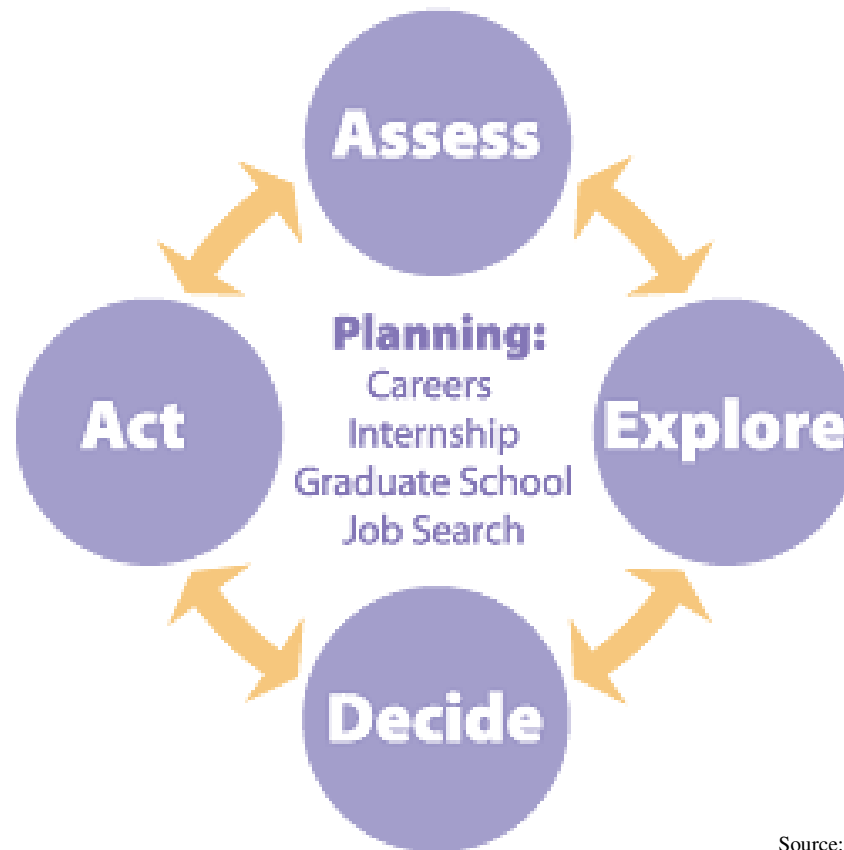 Assess
Planning:
Careers
Internship
Graduate School
Job Search
Act
Explore
Decide
Source: